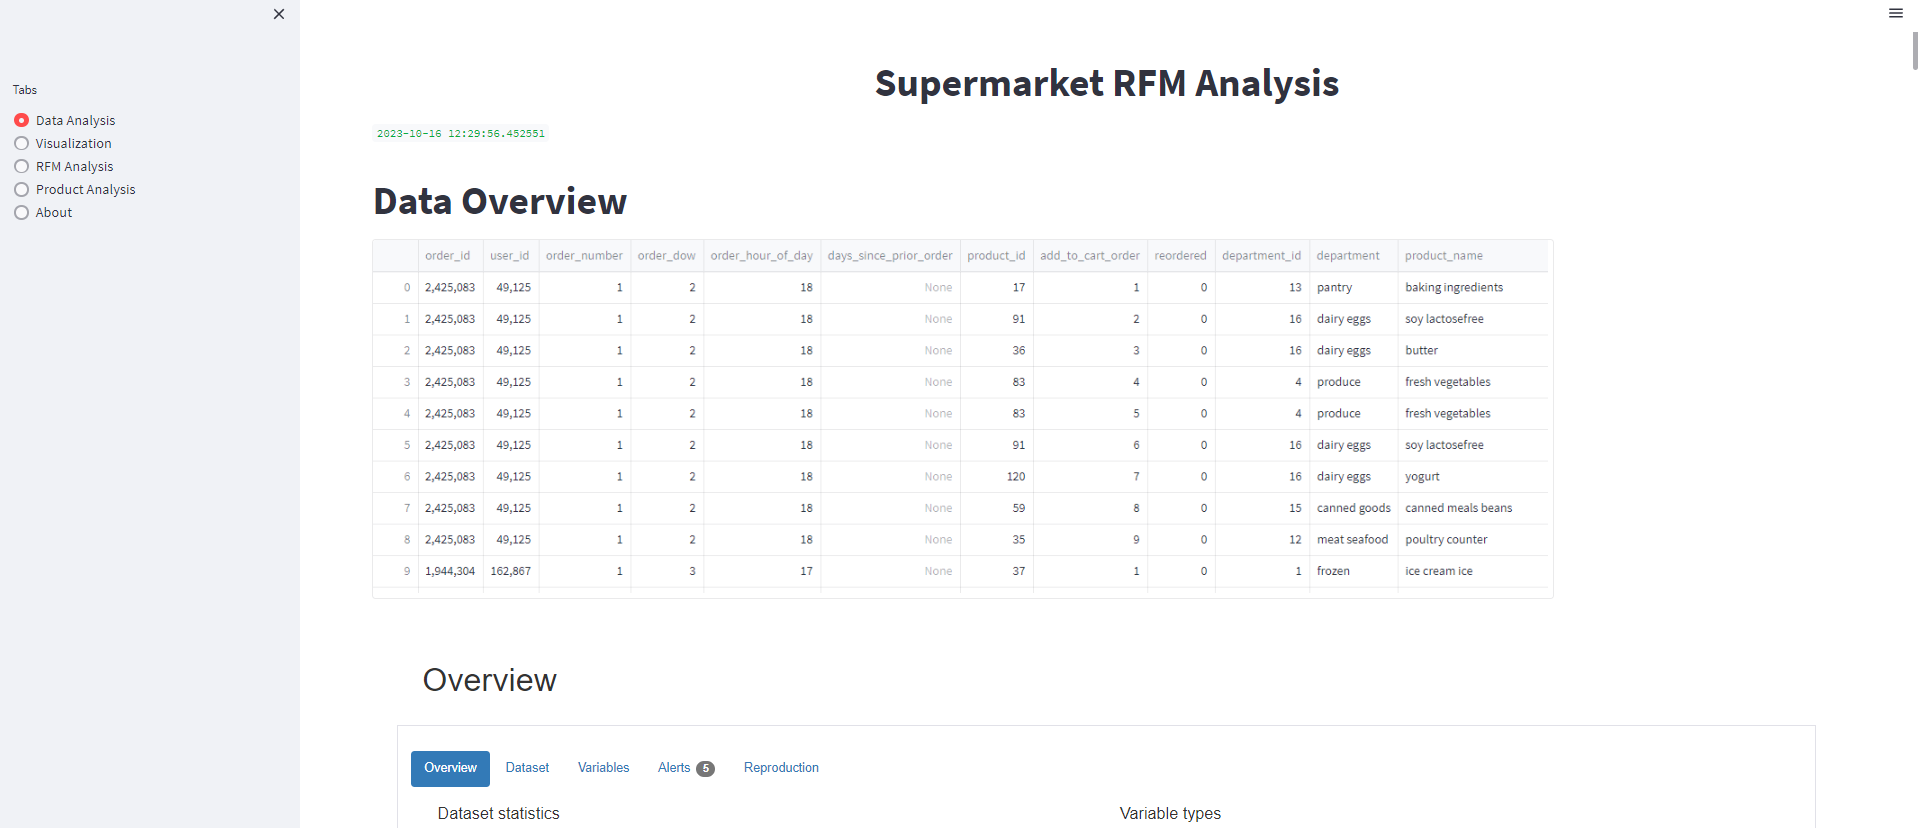 Tabs
Data Analysis
Visualization
RFM Analysis
Product Analysis
About
Supermarket RFM Analysis
2023-10-16 12:29:56.452551
Data Overview
order_id user_id order_number order_dow order_hour_of_day days_since_prior_order product_id add_to_cart_order reordered department_id department product_name
0 2,425,083 49,125 1 2 18 None 17 1 0 13 pantry baking ingredients
1 2,425,083 49,125 1 2 18 None 91 2 0 16 dairy eggs soy lactosefree
2 2,425,083 49,125 1 2 18 None 36 3 0 16 dairy eggs butter
3 2,425,083 49,125 1 2 18 None 83 4 0 4 produce fresh vegetables
4 2,425,083 49,125 1 2 18 None 83 5 0 4 produce fresh vegetables
5 2,425,083 49,125 1 2 18 None 91 6 0 16 dairy eggs soy lactosefree
6 2,425,083 49,125 1 2 18 None 120 7 0 16 dairy eggs yogurt
7 2,425,083 49,125 1 2 18 None 59 8 0 15 canned goods canned meals beans
8 2,425,083 49,125 1 2 18 None 35 9 0 12 meat seafood poultry counter
9 1,944,304 162,867 1 3 17 None 37 1 0 1 frozen ice cream ice
Overview
Overview Dataset Variables Alerts 5 Reproduction
Dataset statistics Variable types